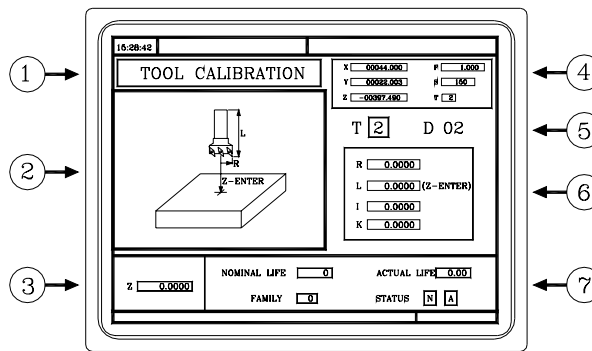 15:28:42
TOOL CALIBRATION
X 00044.000 F 1.000
Y 00022.003 S 150
Z -00397.490 T 2
L
R
Z-ENTER
T 2 D 02
R 0.0000
L 0.0000 (Z-ENTER)
I 0.0000
K 0.0000
Z 0.0000
NOMINAL LIFE 0 ACTUAL LIFE 0.00
FAMILY 0 STATUS N A
1
2
3
4
5
6
7